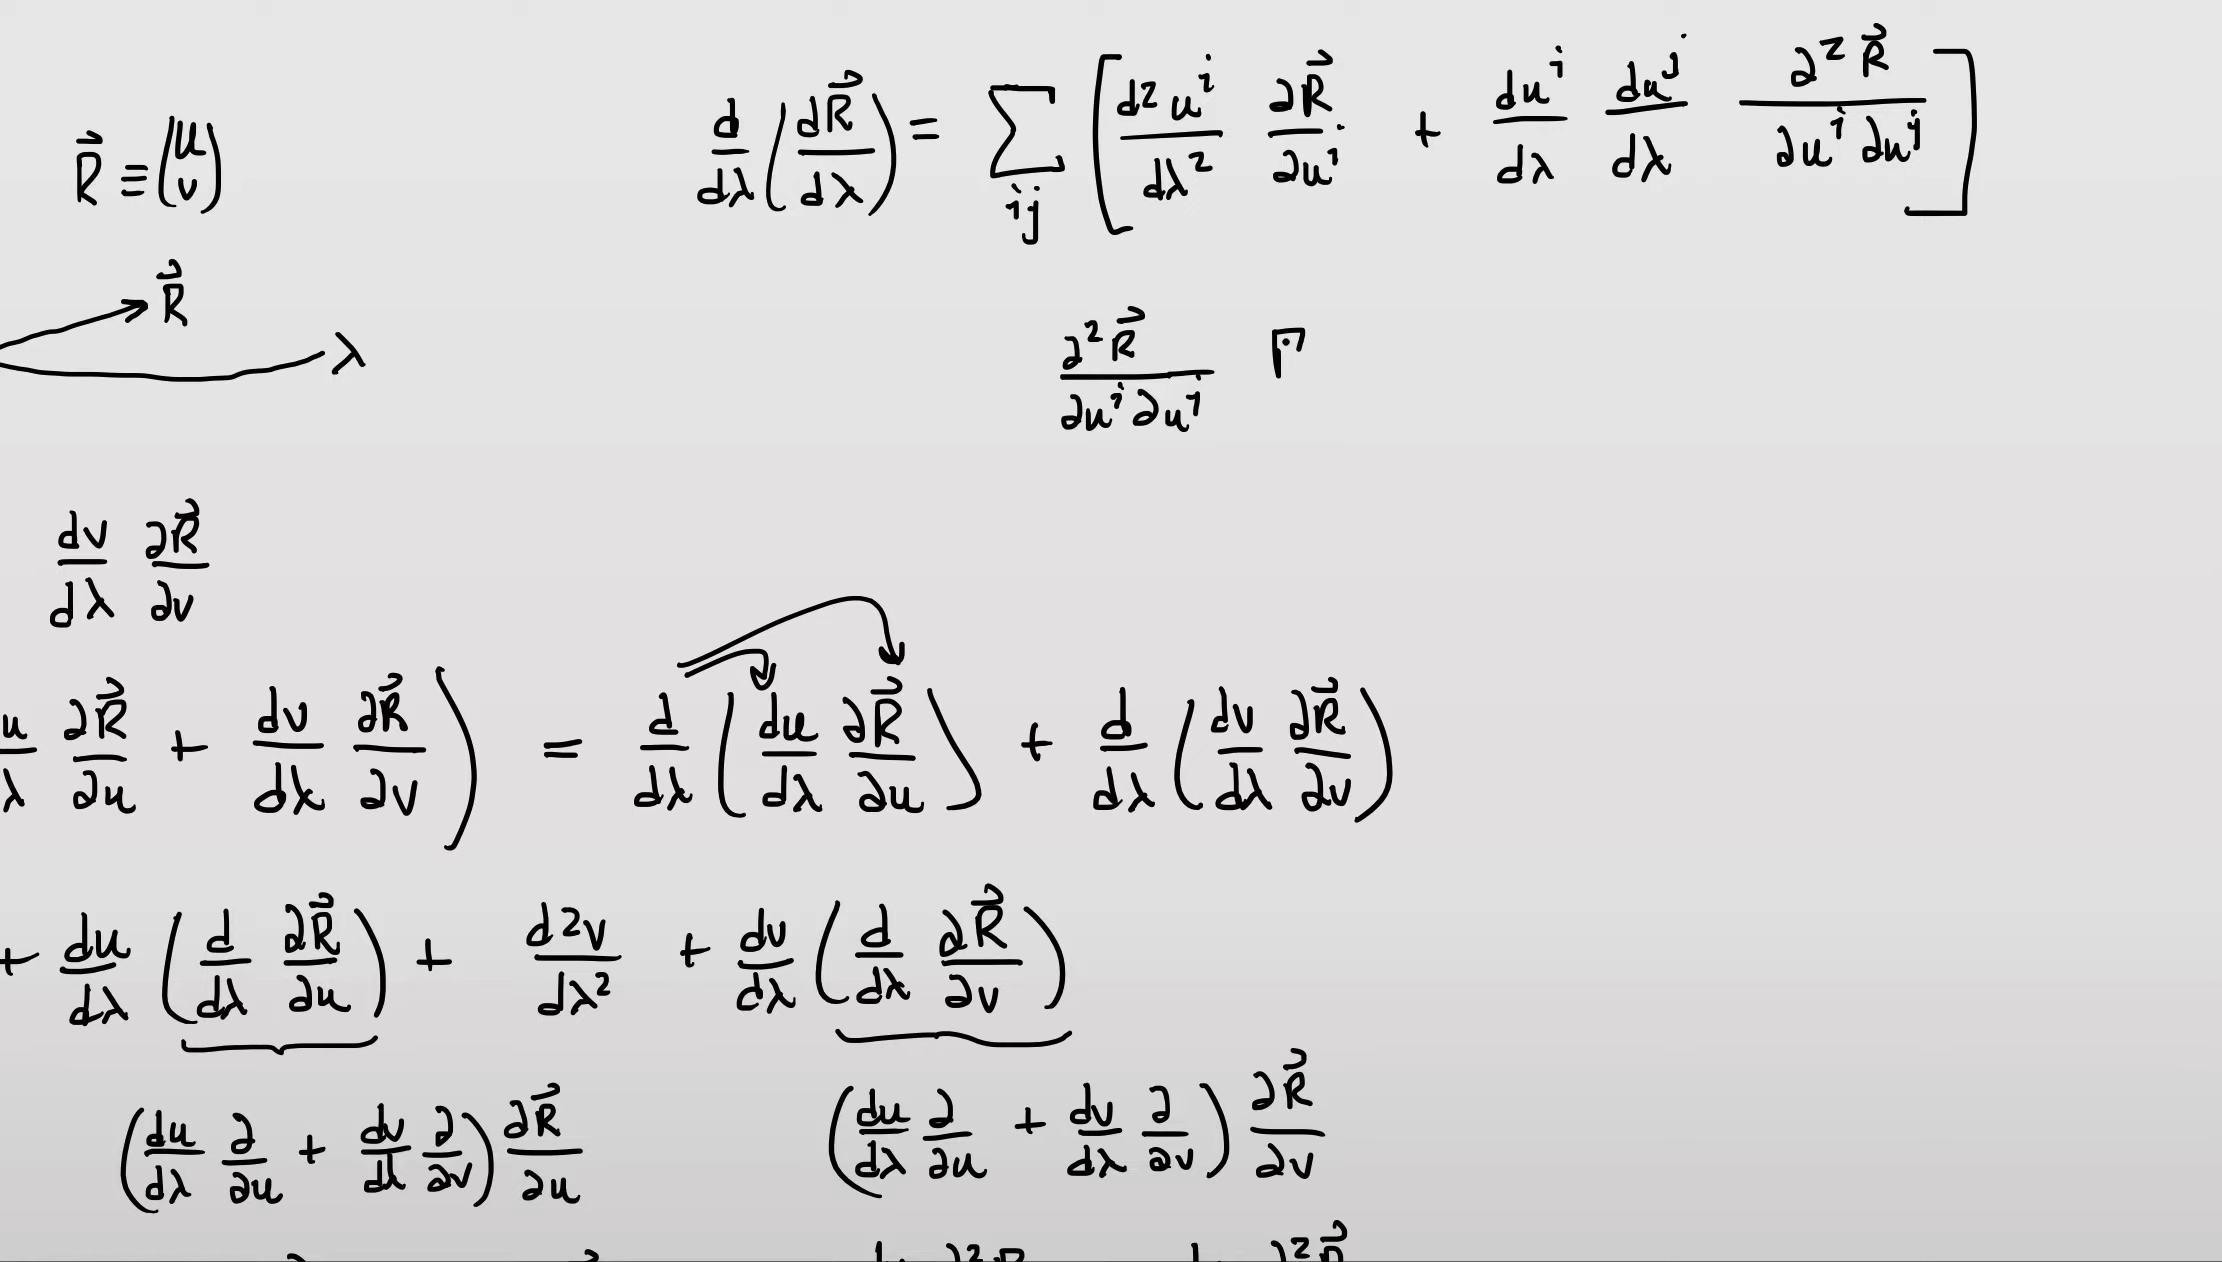 R⃗ ≡ (u v)
d/dλ (dR⃗/dλ) = Σ_ij [ d2u^i/dλ² ∂R⃗/∂u^i + du^i/dλ du^j/dλ ∂²R⃗/∂u^i∂u^j ]
R⃗
λ
∂²R⃗/∂u^i∂u^j Γ
dv/dλ ∂R⃗/∂v
u/λ ∂R⃗/∂u + dv/dλ ∂R⃗/∂v ) = d/dλ ( du/dλ ∂R⃗/∂u ) + d/dλ ( dv/dλ ∂R⃗/∂v )
+ du/dλ ( d/dλ ∂R⃗/∂u ) + d2v/dλ² + dv/dλ ( d/dλ ∂R⃗/∂v )
( du/dλ ∂/∂u + dv/dλ ∂/∂v ) ∂R⃗/∂u ( du/dλ ∂/∂u + dv/dλ ∂/∂v ) ∂R⃗/∂v